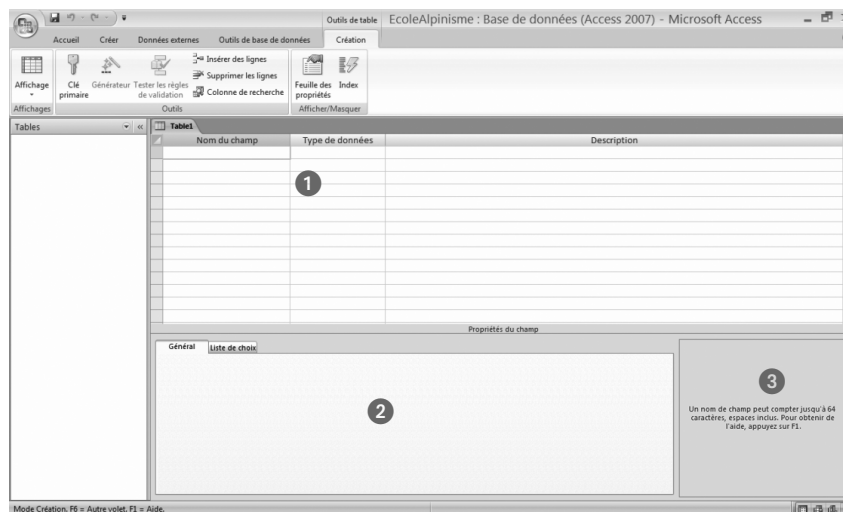 Outils de table
EcoleAlpinisme : Base de données (Access 2007) - Microsoft Access
Accueil Créer Données externes Outils de base de données Création
Affichage
Clé primaire
Générateur
Tester les règles de validation
Insérer des lignes
Supprimer les lignes
Colonne de recherche
Feuille des propriétés
Index
Affichages
Outils
Afficher/Masquer
Tables «
Table1
Nom du champ Type de données Description
1
Propriétés du champ
Général Liste de choix
2
3
Un nom de champ peut compter jusqu'à 64
caractères, espaces inclus. Pour obtenir de
l'aide, appuyez sur F1.
Mode Création. F6 = Autre volet. F1 = Aide.